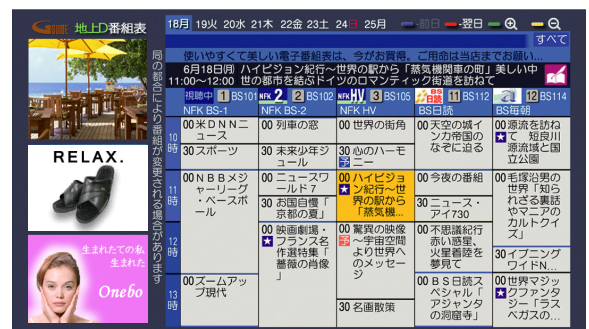 GGUIDE 地上D番組表
18月 19火 20水 21木 22金 23土 24日 25月 前日 翌日
すべて
使いやすくて美しい電子番組表は、今がお買得。ご用命は当店までお願い...
6月18日(月) ハイビジョン紀行~世界の駅から「蒸気機関車の町」美しい中
11:00~12:00 世の都市を結ぶドイツのロマンティック街道を訪ねて
局の都合により番組が変更される場合があります
視聴中 1 BS101
NFK BS-1
NFK 2 2 BS102
NFK BS-2
NFK HV 3 BS105
NFK HV
BS日読 11 BS112
BS日読
12 BS114
BS毎朝
10時
11時
12時
13時
00 米DNNニュース
30 スポーツ
00 NBBメジャーリーグ・ベースボール
00 ズームアップ現代
00 列車の窓
30 未来少年ジュール
00 ニュースワールド7
30 お国自慢「京都の夏」
00 映画劇場・フランス名作選特集「薔薇の肖像」
00 世界の街角
30 心のハーモニー
予
00 ハイビジョン紀行~世界の駅から「蒸気機...
00 驚異の映像~宇宙空間より世界へのメッセージ
予
30 名画散策
00 天空の城インカ帝国のなぞに迫る
00 今夜の番組
30 ニュース・アイ730
00 不思議紀行赤い惑星、火星着陸を夢見て
00 BS日読スペシャル「アジャンタの洞窟寺」
00 源流を訪ねて 短良川源流域と国立公園
00 毛塚沿男の世界「知られざる裏話やマニアのカルトクイズ」
30 イブニングワイドN...
00 世界マジックファンタジー「ラスベガスの...
RELAX.
生まれたての私、
生まれた
Onebo